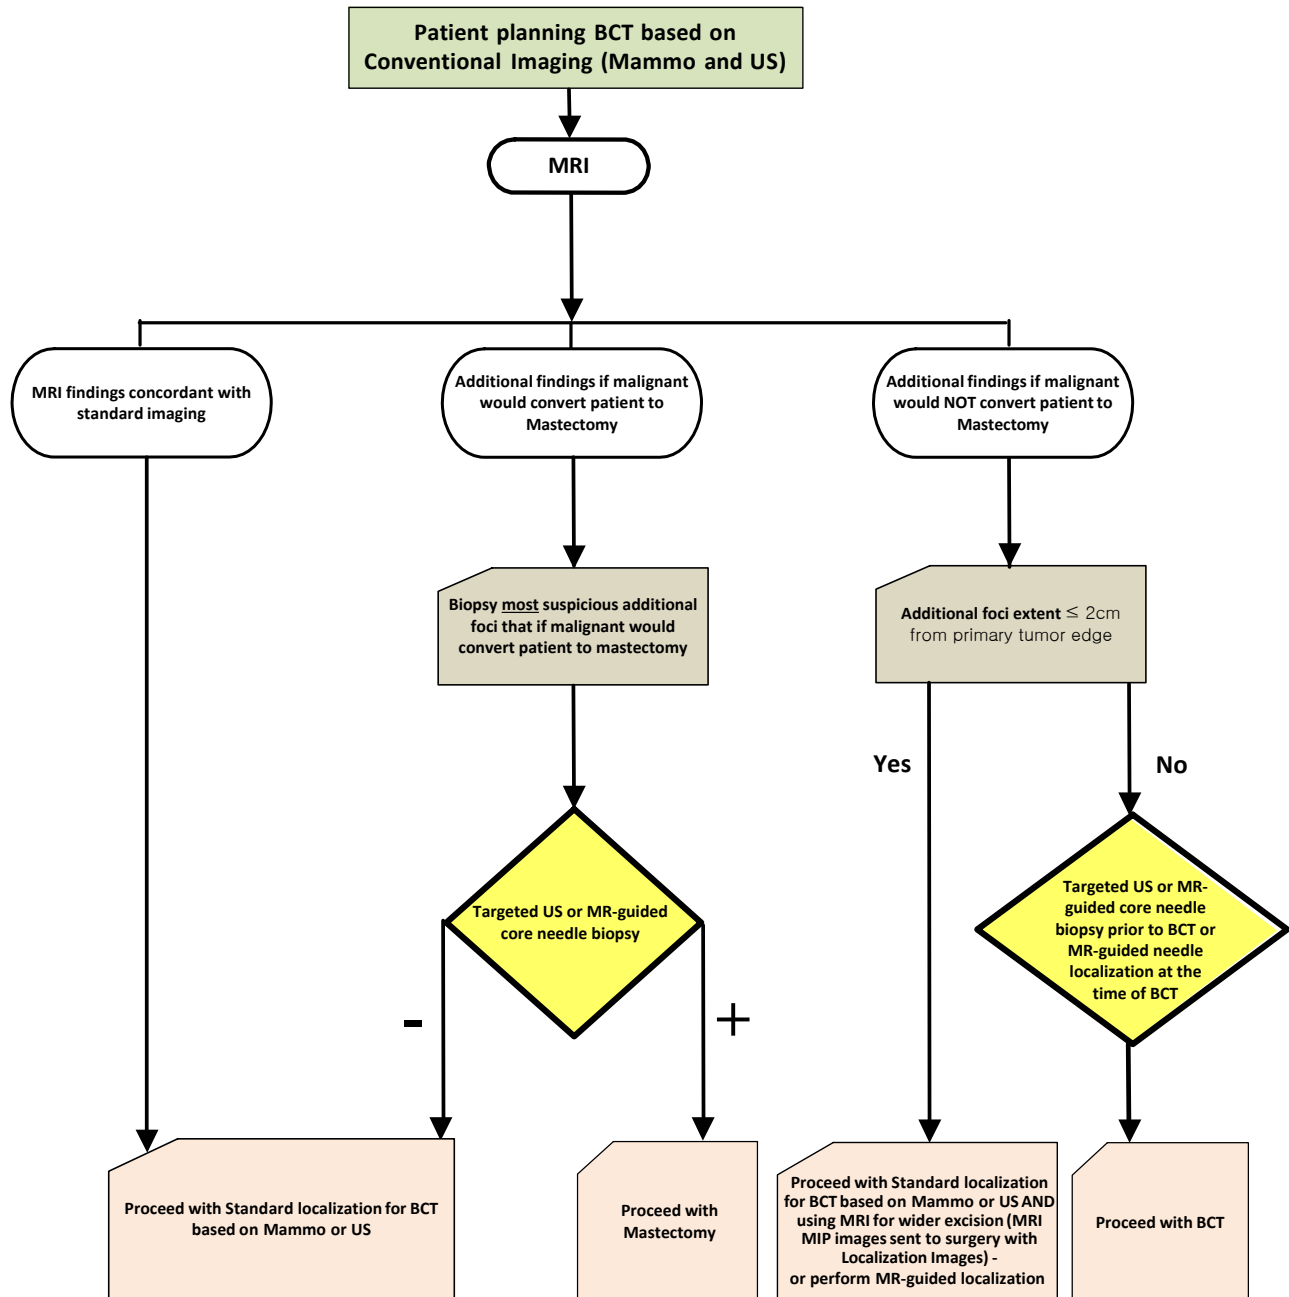 Patient planning BCT based on
Conventional Imaging (Mammo and US)
MRI
MRI findings concordant with
standard imaging
Additional findings if malignant
would convert patient to
Mastectomy
Additional findings if malignant
would NOT convert patient to
Mastectomy
Biopsy most suspicious additional
foci that if malignant would
convert patient to mastectomy
Additional foci extent ≤ 2cm
from primary tumor edge
Yes
No
Targeted US or MR-guided
core needle biopsy
Targeted US or MR-
guided core needle
biopsy prior to BCT or
MR-guided needle
localization at the
time of BCT
-
+
Proceed with Standard localization for BCT
based on Mammo or US
Proceed with
Mastectomy
Proceed with Standard localization
for BCT based on Mammo or US AND
using MRI for wider excision (MRI
MIP images sent to surgery with
Localization Images) -
or perform MR-guided localization
Proceed with BCT